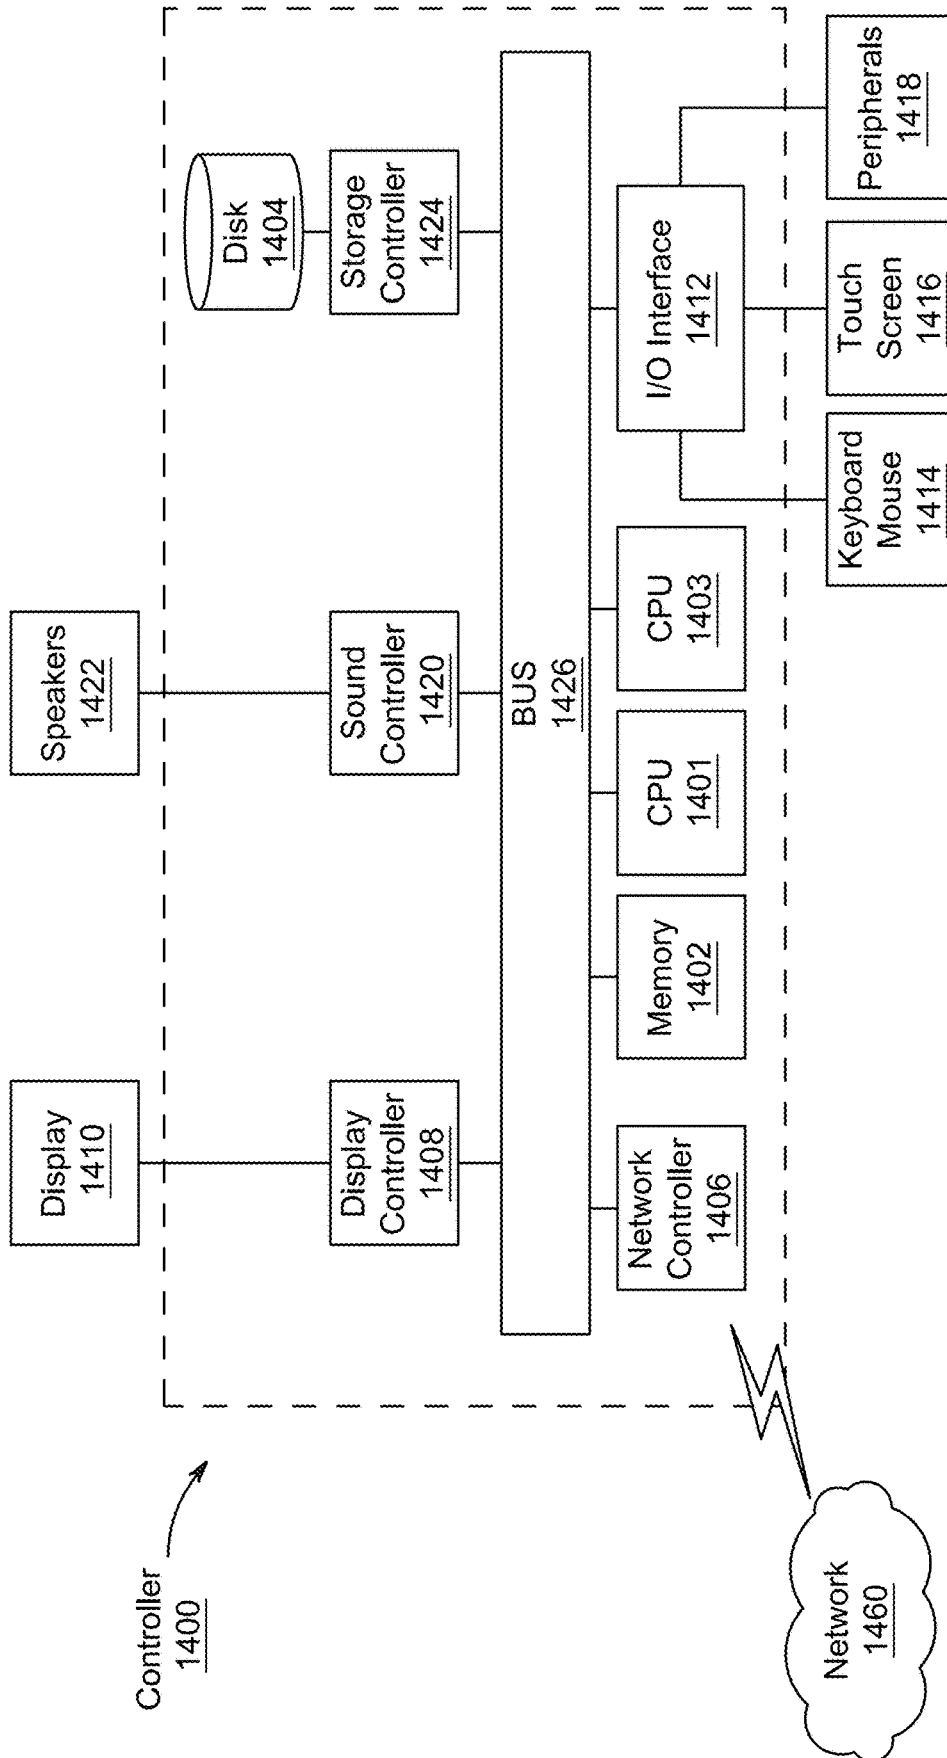 Controller
1400
Display
1410
Speakers
1422
Disk
1404
Display
Controller
1408
Sound
Controller
1420
Storage
Controller
1424
BUS
1426
Network
Controller
1406
Memory
1402
CPU
1401
CPU
1403
I/O Interface
1412
Network
1460
Keyboard
Mouse
1414
Touch
Screen
1416
Peripherals
1418